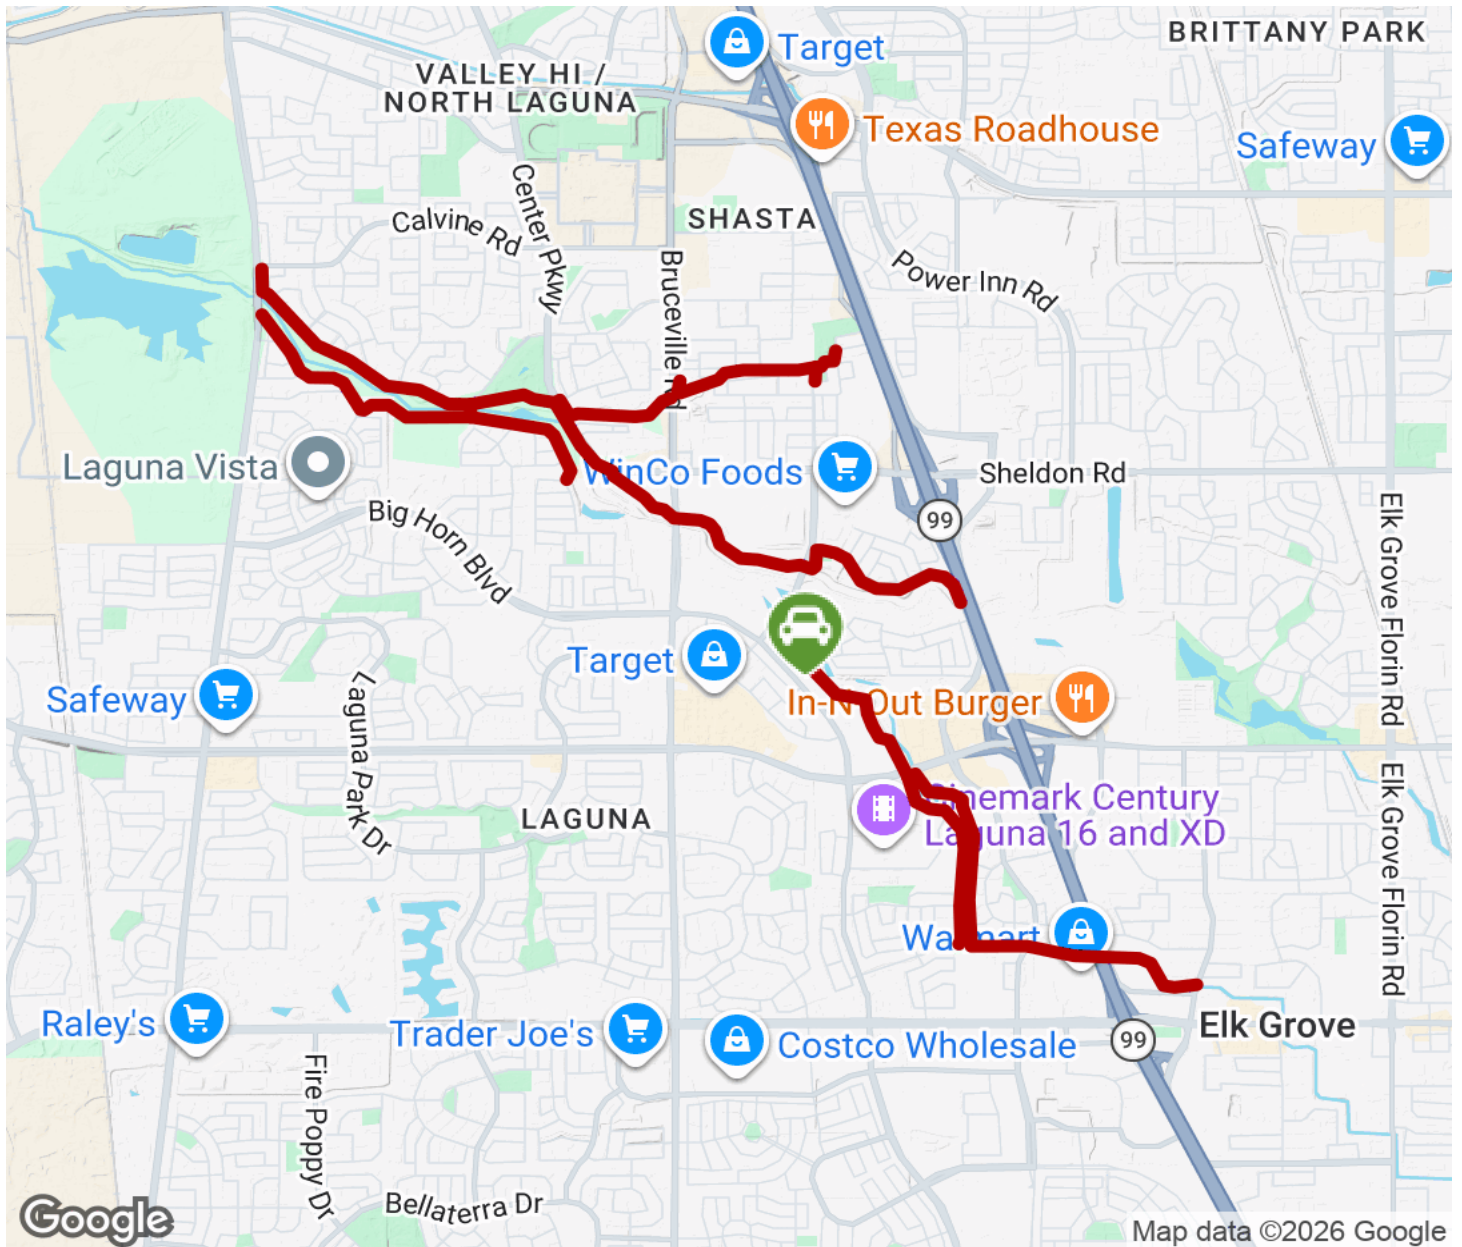 BRITTANY PARK
Target
VALLEY HI /
NORTH LAGUNA
Texas Roadhouse
Safeway
Center Pkwy
Calvine Rd
SHASTA
Bruceville Rd
Power Inn Rd
Laguna Vista
WinCo Foods
Sheldon Rd
Big Horn Blvd
99
Elk Grove Florin Rd
Target
Safeway
Laguna Park Dr
In-N-Out Burger
Cinemark Century
Laguna 16 and XD
LAGUNA
Elk Grove Florin Rd
Walmart
Raley's
Trader Joe's
Costco Wholesale
Elk Grove
99
Fire Poppy Dr
Bellaterra Dr
Google
Map data ©2026 Google